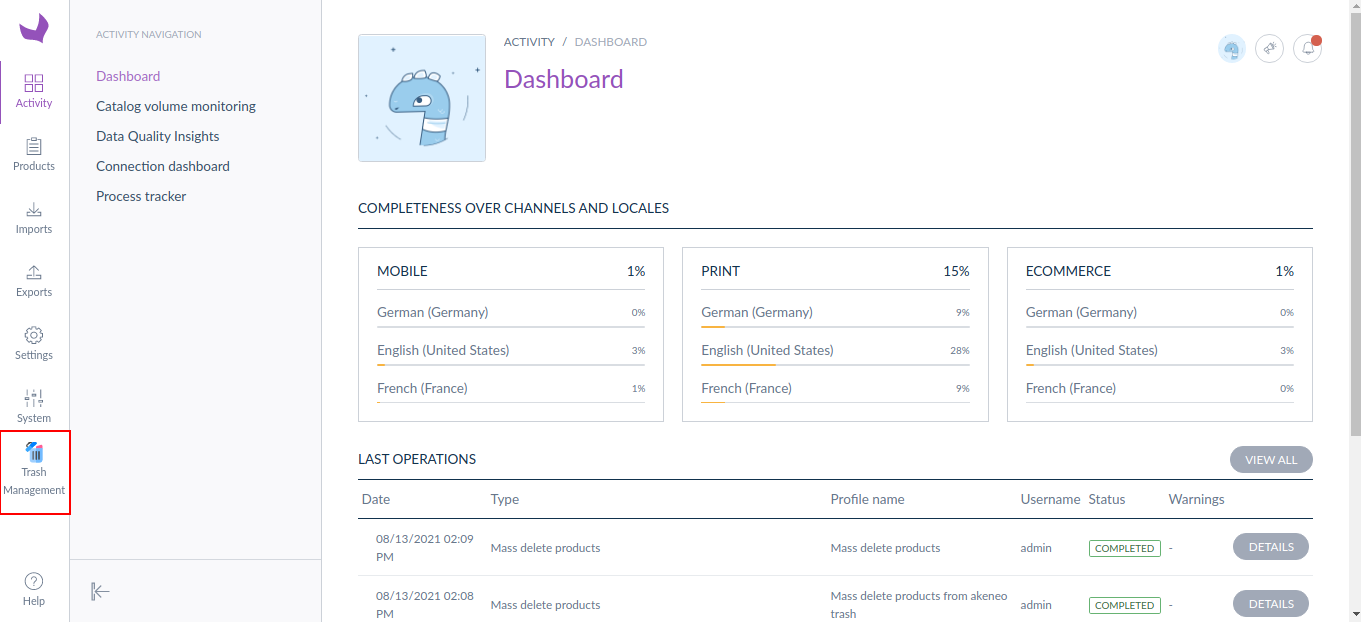 Activity
Products
Imports
Exports
Settings
System
Trash
Management
Help
ACTIVITY NAVIGATION
Dashboard
Catalog volume monitoring
Data Quality Insights
Connection dashboard
Process tracker
ACTIVITY / DASHBOARD
Dashboard
COMPLETENESS OVER CHANNELS AND LOCALES
MOBILE 1%
German (Germany) 0%
English (United States) 3%
French (France) 1%
PRINT 15%
German (Germany) 9%
English (United States) 28%
French (France) 9%
ECOMMERCE 1%
German (Germany) 0%
English (United States) 3%
French (France) 0%
LAST OPERATIONS VIEW ALL
Date Type Profile name Username Status Warnings
08/13/2021 02:09
PM Mass delete products Mass delete products admin COMPLETED - DETAILS
08/13/2021 02:08
PM Mass delete products Mass delete products from akeneo
trash admin COMPLETED - DETAILS